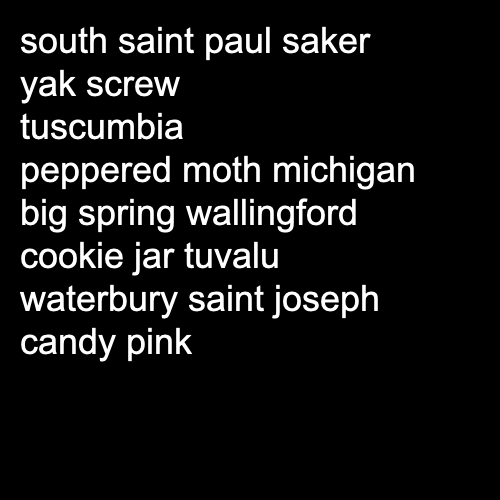 south saint paul saker
yak screw
tuscumbia
peppered moth michigan
big spring wallingford
cookie jar tuvalu
waterbury saint joseph
candy pink